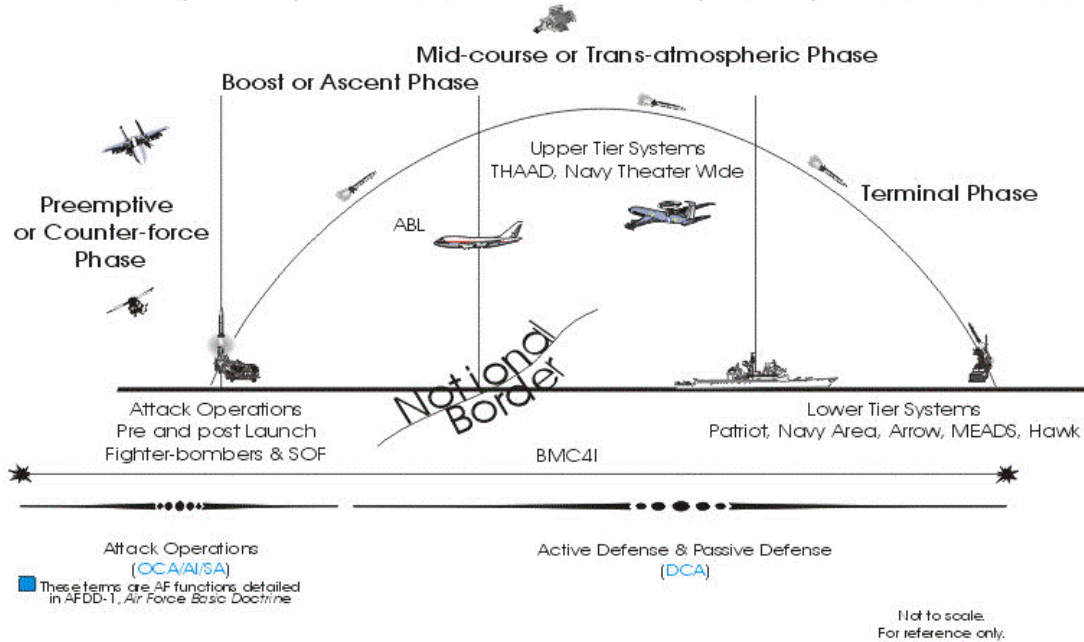 Mid-course or Trans-atmospheric Phase
Boost or Ascent Phase
Upper Tier Systems
THAAD, Navy Theater Wide
Terminal Phase
Preemptive
or Counter-force
Phase
ABL
Notional
Border
Attack Operations
Pre and post Launch
Fighter-bombers & SOF
Lower Tier Systems
Patriot, Navy Area, Arrow, MEADS, Hawk
BMC4I
Attack Operations
(OCA/AI/SA)
Active Defense & Passive Defense
(DCA)
These terms are AF functions detailed
in AFDD-1, Air Force Basic Doctrine
Not to scale.
For reference only.